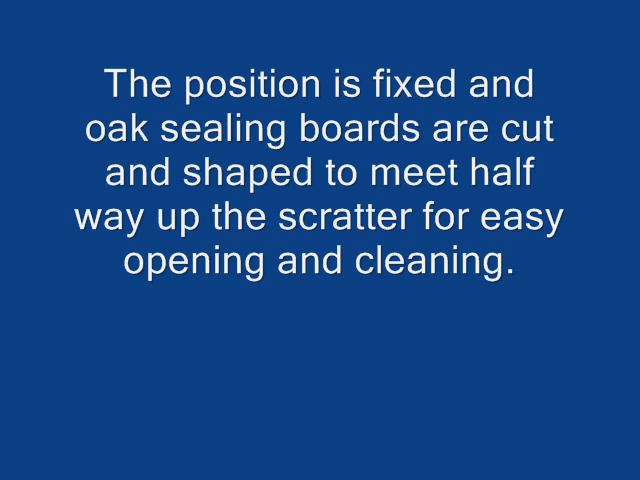 The position is fixed and
oak sealing boards are cut
and shaped to meet half
way up the scratter for easy
opening and cleaning.